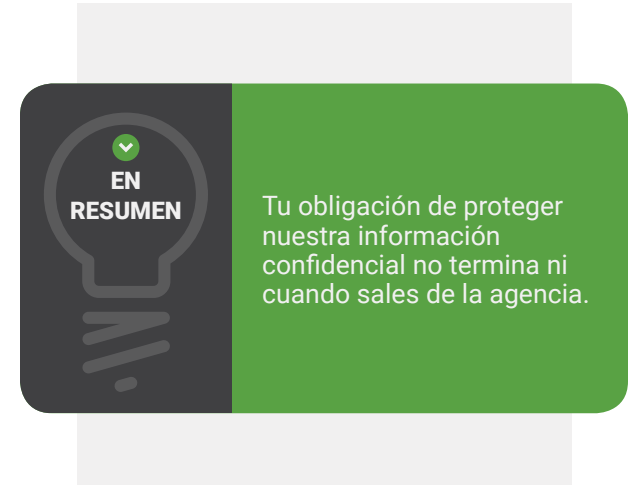 EN
RESUMEN
Tu obligación de proteger
nuestra información
confidencial no termina ni
cuando sales de la agencia.